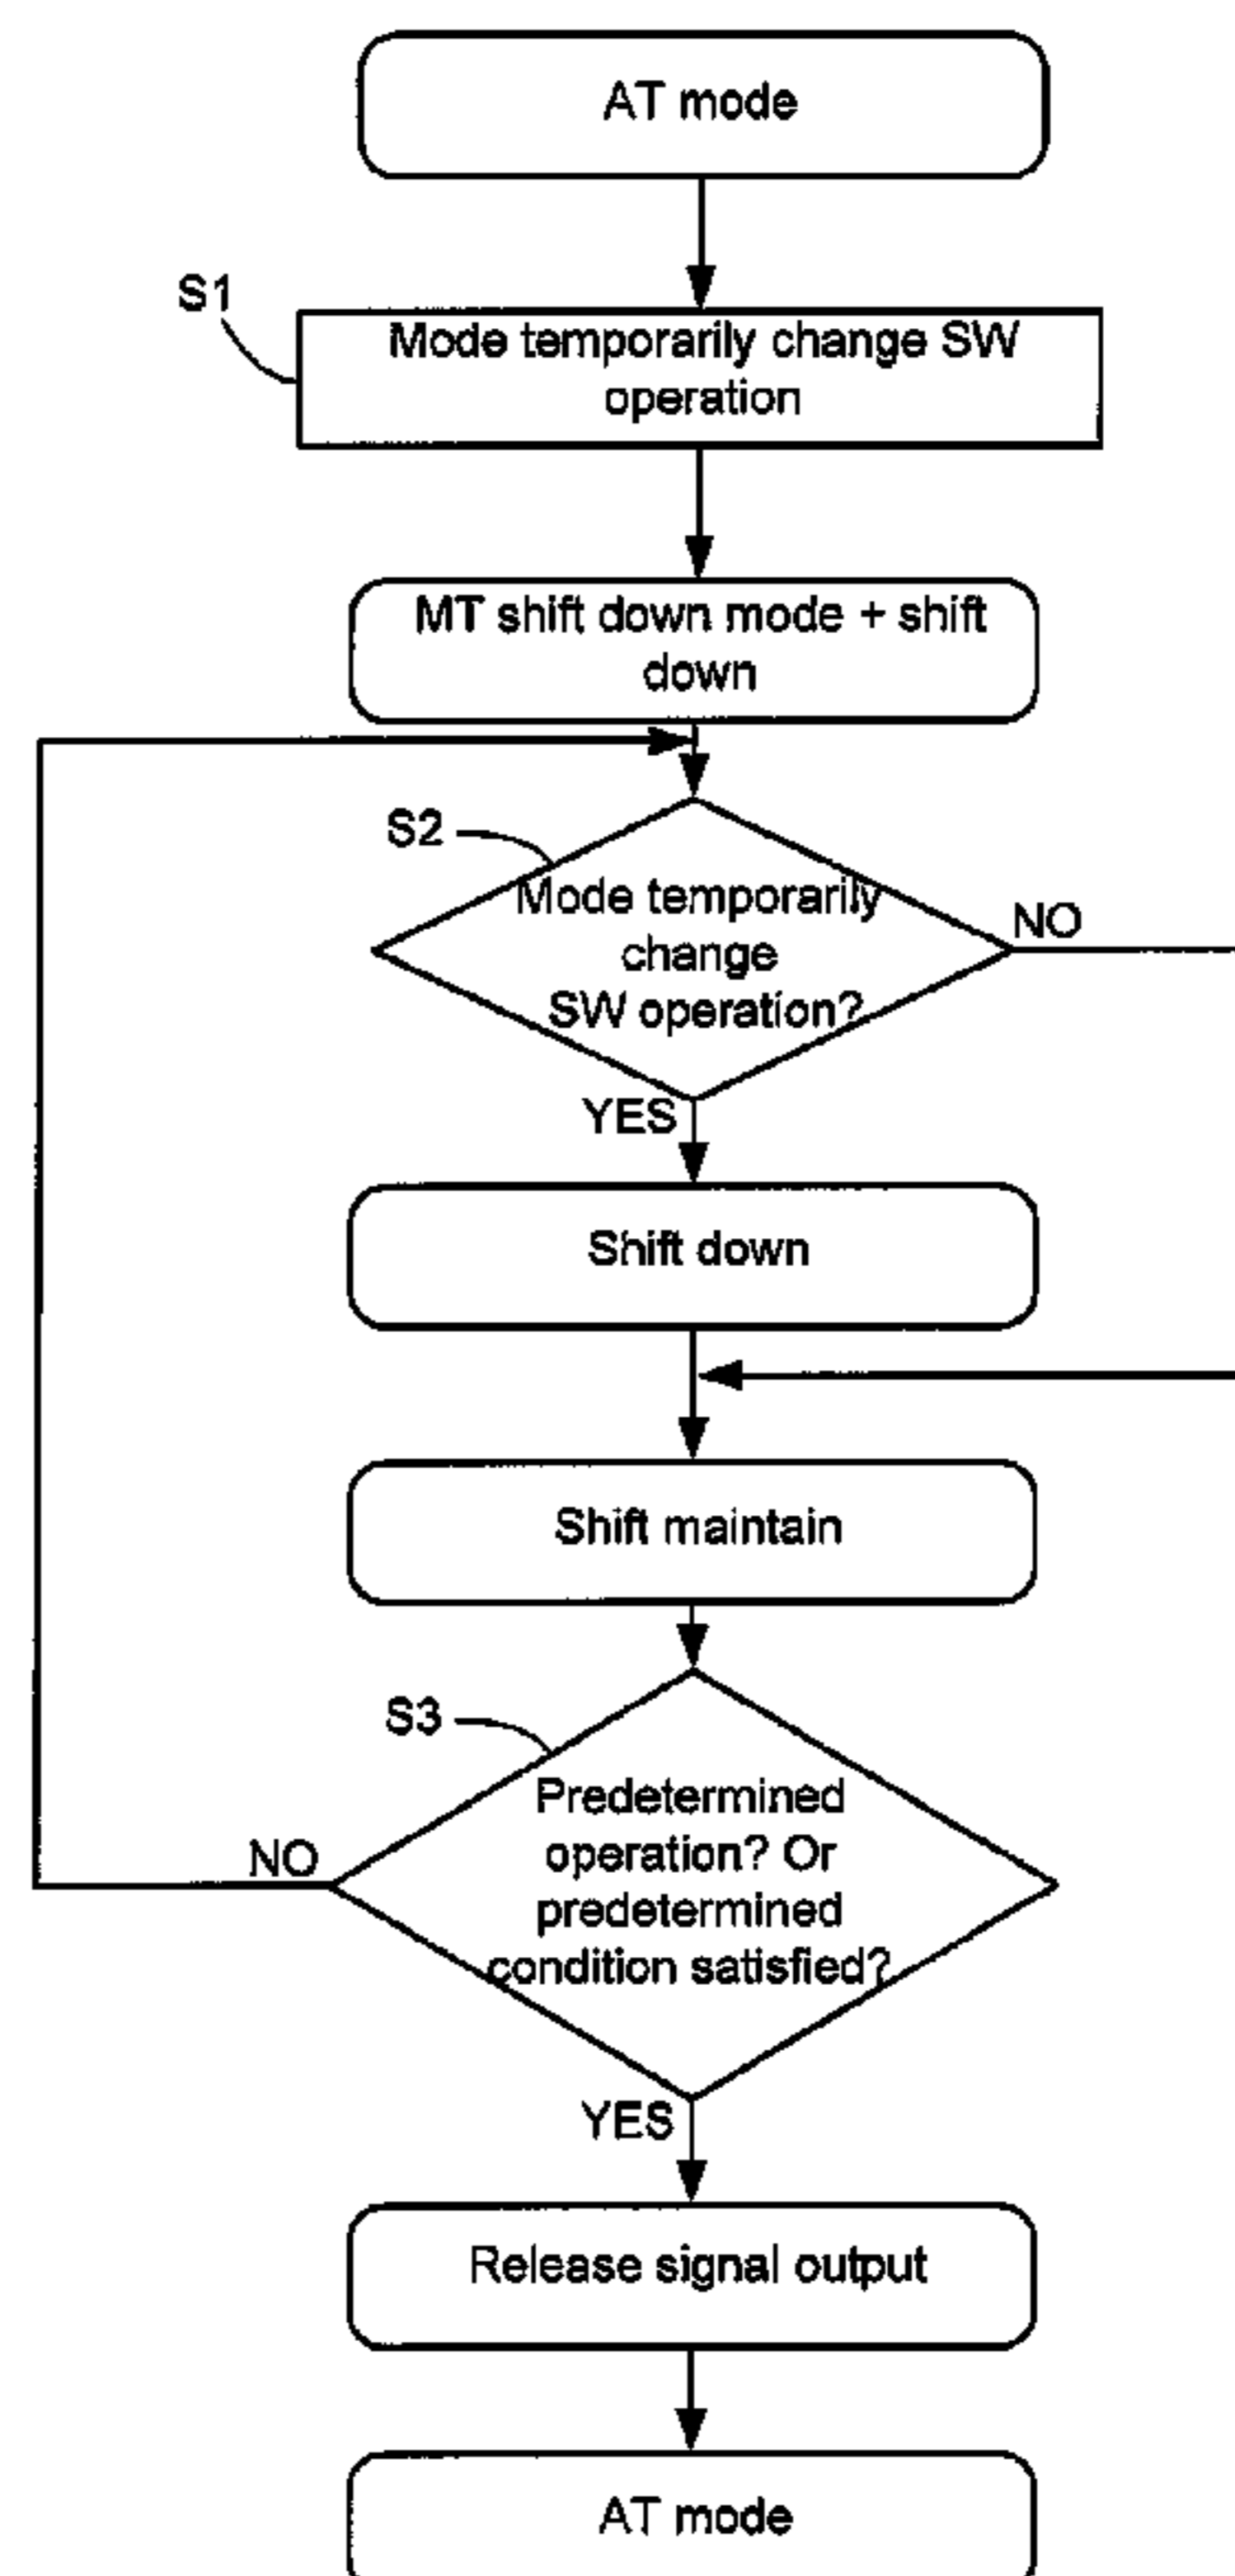 AT mode
S1
Mode temporarily change SW
operation
MT shift down mode + shift
down
S2
Mode temporarily
change
SW operation?
NO
YES
Shift down
Shift maintain
S3
Predetermined
operation? Or
predetermined
condition satisfied?
NO
YES
Release signal output
AT mode